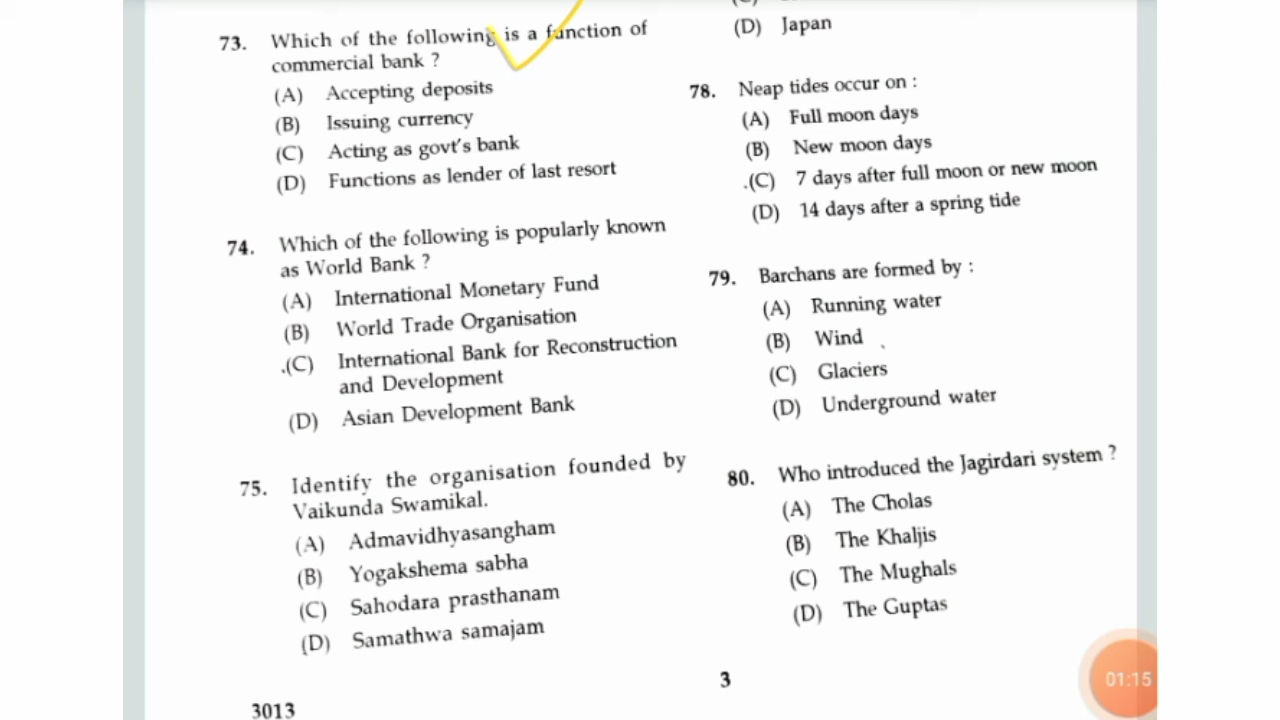 73. Which of the following is a function of
commercial bank ?
(A) Accepting deposits
(B) Issuing currency
(C) Acting as govt's bank
(D) Functions as lender of last resort
74. Which of the following is popularly known
as World Bank ?
(A) International Monetary Fund
(B) World Trade Organisation
.(C) International Bank for Reconstruction
and Development
(D) Asian Development Bank
75. Identify the organisation founded by
Vaikunda Swamikal.
(A) Admavidhyasangham
(B) Yogakshema sabha
(C) Sahodara prasthanam
(D) Samathwa samajam
3013
(D) Japan
78. Neap tides occur on :
(A) Full moon days
(B) New moon days
.(C) 7 days after full moon or new moon
(D) 14 days after a spring tide
79. Barchans are formed by :
(A) Running water
(B) Wind
(C) Glaciers
(D) Underground water
80. Who introduced the Jagirdari system ?
(A) The Cholas
(B) The Khaljis
(C) The Mughals
(D) The Guptas
3
01:15